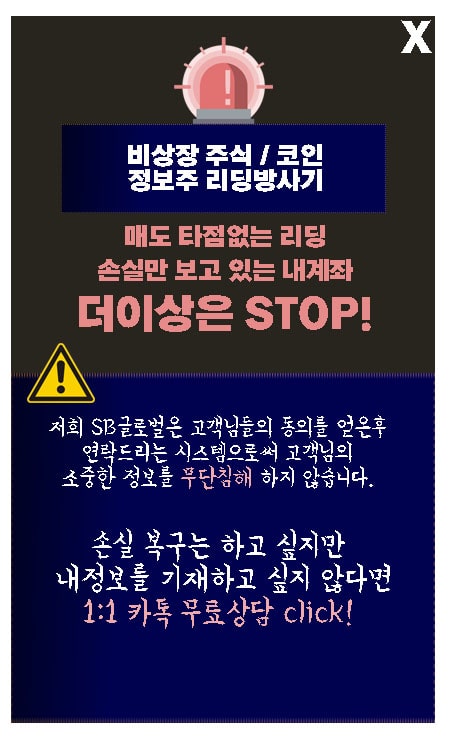 X
비상장 주식 / 코인
정보주 리딩방사기
매도 타점없는 리딩
손실만 보고 있는 내계좌
더이상은 STOP!
저희 SB글로벌은 고객님들의 동의를 얻은후
연락드리는 시스템으로써 고객님의
소중한 정보를 무단침해 하지 않습니다.
손실 복구는 하고 싶지만
내정보를 기재하고 싶지 않다면
1:1 카톡 무료상담 click!